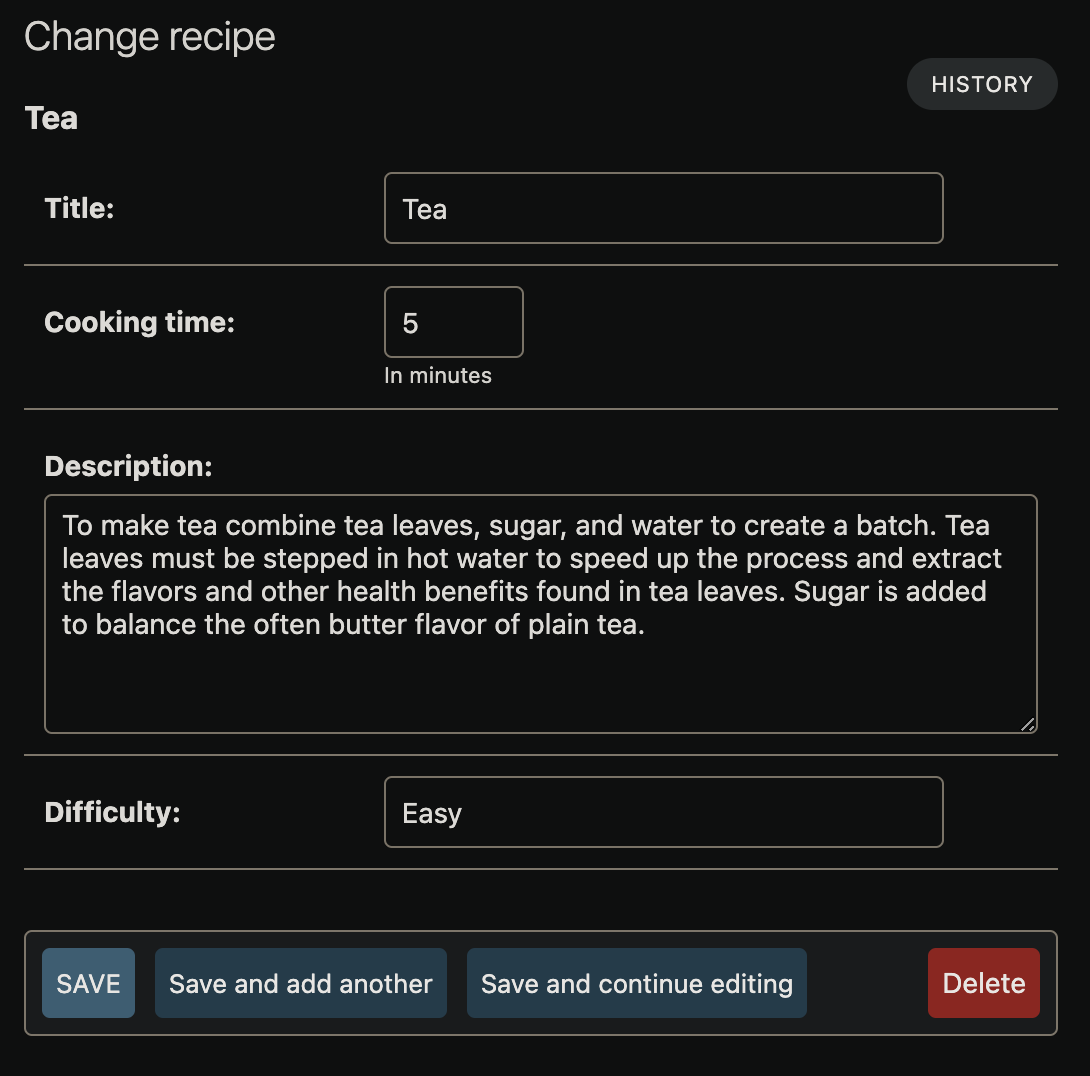 Change recipe
HISTORY
Tea
Title:
Tea
Cooking time:
5
In minutes
Description:
To make tea combine tea leaves, sugar, and water to create a batch. Tea
leaves must be stepped in hot water to speed up the process and extract
the flavors and other health benefits found in tea leaves. Sugar is added
to balance the often butter flavor of plain tea.
Difficulty:
Easy
SAVE
Save and add another
Save and continue editing
Delete